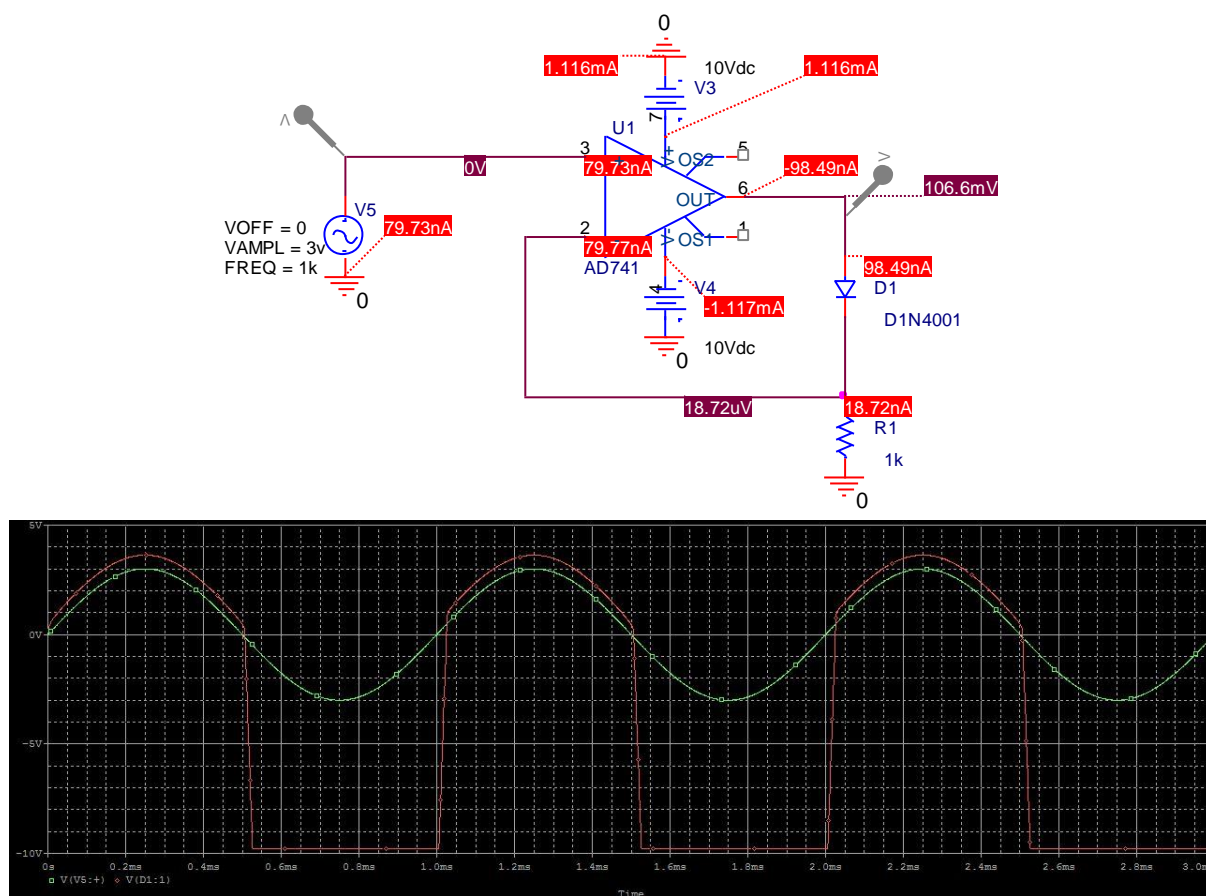 0
1.116mA
10Vdc
1.116mA
V3
7
U1
V
3
+
V+
OS2
5
79.73nA
0V
-98.49nA
V
6
OUT
106.6mV
V5
VOFF = 0
VAMPL = 3v
FREQ = 1k
79.73nA
2
-
V-
OS1
1
79.77nA
AD741
98.49nA
D1
D1N4001
4
V4
-1.117mA
0
0
10Vdc
18.72uV
18.72nA
R1
1k
0
5V
0V
-5V
-10V
0s
0.2ms
0.4ms
0.6ms
0.8ms
1.0ms
1.2ms
1.4ms
1.6ms
1.8ms
2.0ms
2.2ms
2.4ms
2.6ms
2.8ms
3.0m
V(V5:+)
V(D1:1)
Time